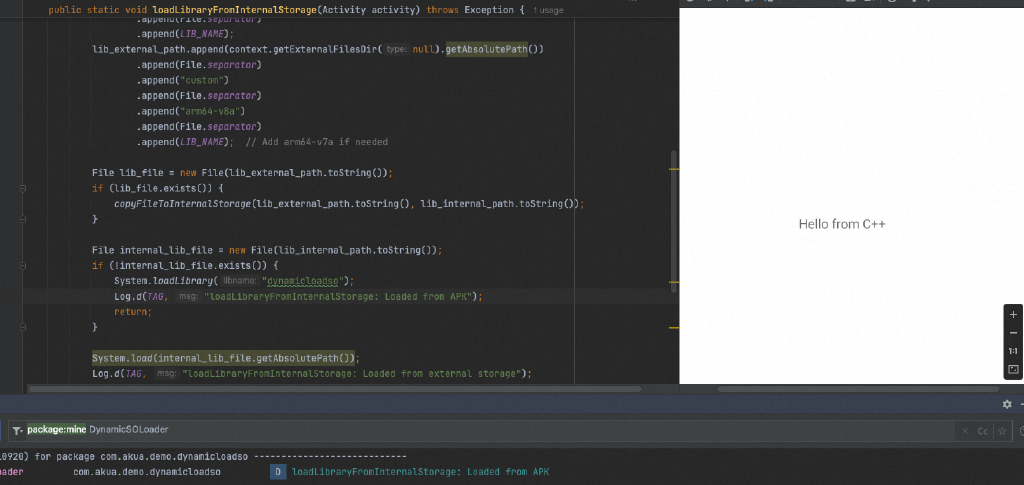 public static void loadLibraryFromInternalStorage(Activity activity) throws Exception { 1 usage
.append(File.separator)
.append(LIB_NAME);
lib_external_path.append(context.getExternalFilesDir( type: null).getAbsolutePath())
.append(File.separator)
.append("custom")
.append(File.separator)
.append("arm64-v8a")
.append(File.separator)
.append(LIB_NAME); // Add arm64-v7a if needed
File lib_file = new File(lib_external_path.toString());
if (lib_file.exists()) {
copyFileToInternalStorage(lib_external_path.toString(), lib_internal_path.toString());
}
File internal_lib_file = new File(lib_internal_path.toString());
if (!internal_lib_file.exists()) {
System.loadLibrary( libname: "dynamicloadso");
Log.d(TAG, msg: "loadLibraryFromInternalStorage: Loaded from APK");
return;
}
System.load(internal_lib_file.getAbsolutePath());
Log.d(TAG, msg: "loadLibraryFromInternalStorage: Loaded from external storage");
Hello from C++
+
−
1:1
package:mine DynamicSOLoader
× Cc
0920) for package com.akua.demo.dynamicloadso ----------------------------
ader com.akua.demo.dynamicloadso D loadLibraryFromInternalStorage: Loaded from APK